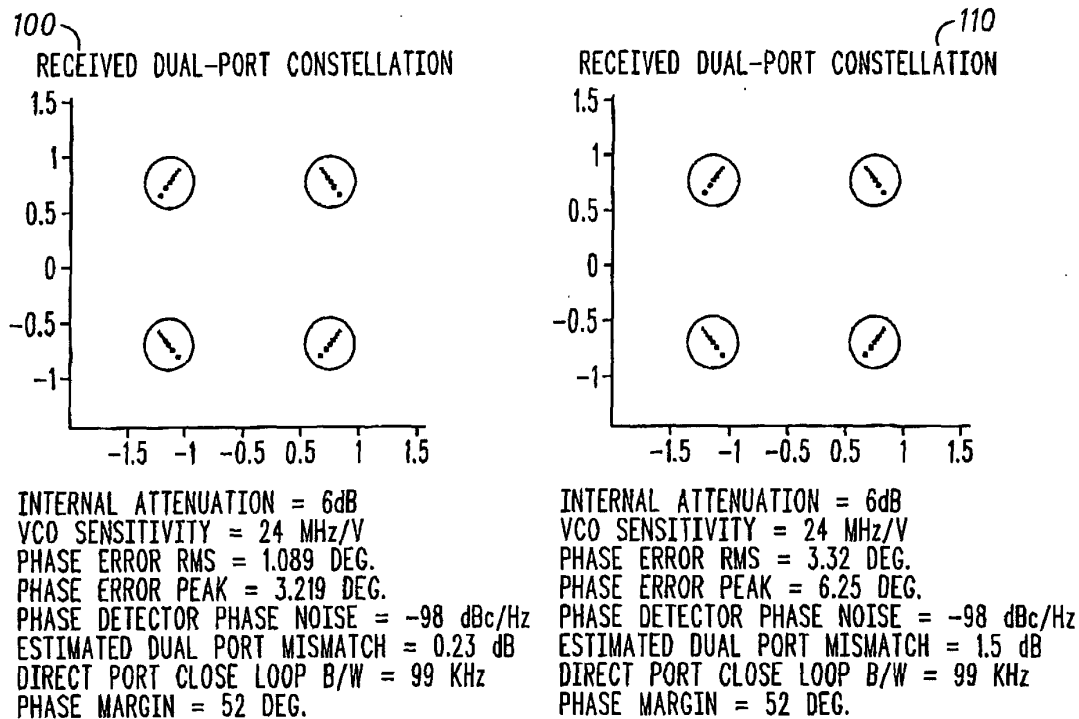 100
RECEIVED DUAL-PORT CONSTELLATION
1.5
1
0.5
0
-0.5
-1
-1.5 -1 -0.5 0.5 1 1.5
INTERNAL ATTENUATION = 6dB
VCO SENSITIVITY = 24 MHz/V
PHASE ERROR RMS = 1.089 DEG.
PHASE ERROR PEAK = 3.219 DEG.
PHASE DETECTOR PHASE NOISE = -98 dBc/Hz
ESTIMATED DUAL PORT MISMATCH = 0.23 dB
DIRECT PORT CLOSE LOOP B/W = 99 KHz
PHASE MARGIN = 52 DEG.
110
RECEIVED DUAL-PORT CONSTELLATION
1.5
1
0.5
0
-0.5
-1
-1.5 -1 -0.5 0.5 1 1.5
INTERNAL ATTENUATION = 6dB
VCO SENSITIVITY = 24 MHz/V
PHASE ERROR RMS = 3.32 DEG.
PHASE ERROR PEAK = 6.25 DEG.
PHASE DETECTOR PHASE NOISE = -98 dBc/Hz
ESTIMATED DUAL PORT MISMATCH = 1.5 dB
DIRECT PORT CLOSE LOOP B/W = 99 KHz
PHASE MARGIN = 52 DEG.